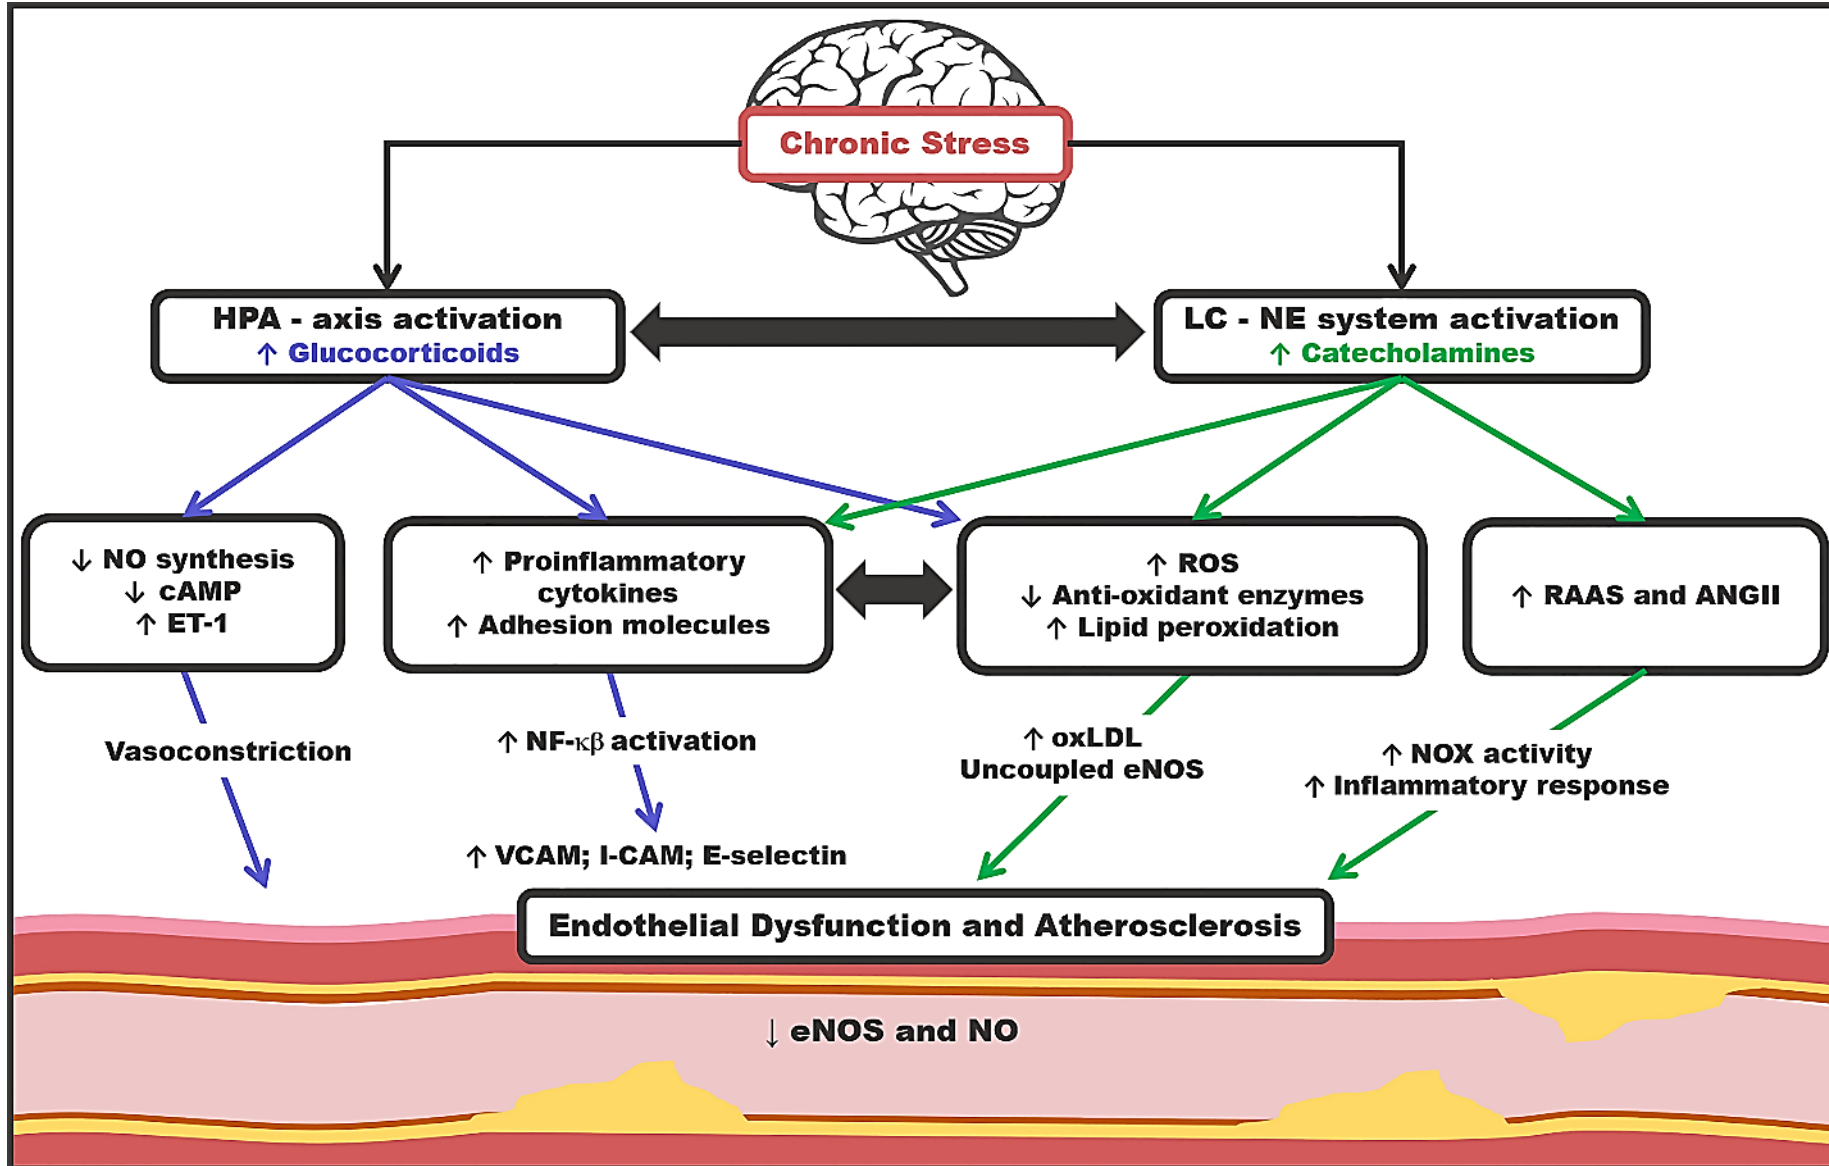 Chronic Stress
HPA - axis activation
↑ Glucocorticoids
LC - NE system activation
↑ Catecholamines
↓ NO synthesis
↓ cAMP
↑ ET-1
↑ Proinflammatory
cytokines
↑ Adhesion molecules
↑ ROS
↓ Anti-oxidant enzymes
↑ Lipid peroxidation
↑ RAAS and ANGII
Vasoconstriction
↑ NF-κβ activation
↑ VCAM; I-CAM; E-selectin
↑ oxLDL
Uncoupled eNOS
↑ NOX activity
↑ Inflammatory response
Endothelial Dysfunction and Atherosclerosis
↓ eNOS and NO